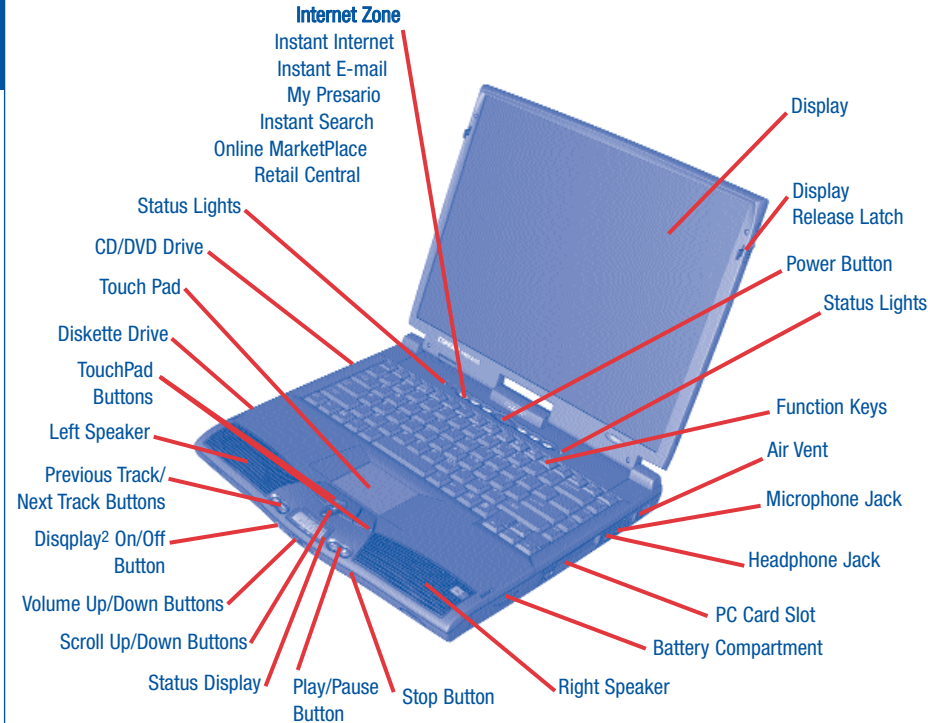 Internet Zone
Instant Internet
Instant E-mail
My Presario
Instant Search
Online MarketPlace
Retail Central
Status Lights
CD/DVD Drive
Touch Pad
Diskette Drive
TouchPad
Buttons
Left Speaker
Previous Track/
Next Track Buttons
Disqplay² On/Off
Button
Volume Up/Down Buttons
Scroll Up/Down Buttons
Status Display
Play/Pause
Button
Stop Button
Display
Display
Release Latch
Power Button
Status Lights
Function Keys
Air Vent
Microphone Jack
Headphone Jack
PC Card Slot
Battery Compartment
Right Speaker